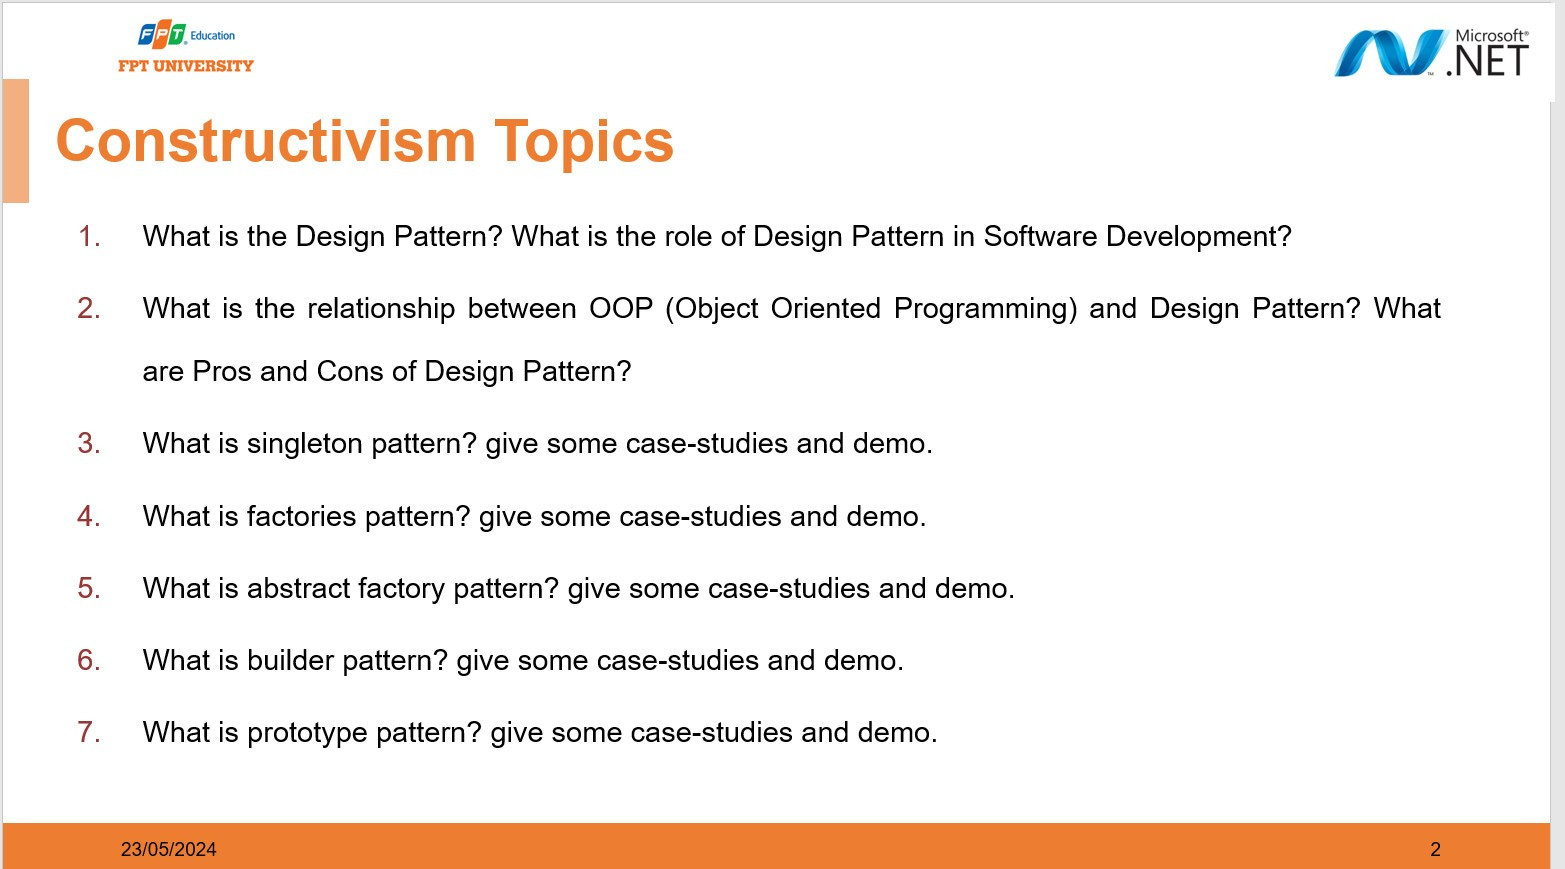 FPT Education
FPT UNIVERSITY
Microsoft®
.NET
™
Constructivism Topics
1. What is the Design Pattern? What is the role of Design Pattern in Software Development?
2. What is the relationship between OOP (Object Oriented Programming) and Design Pattern? What
are Pros and Cons of Design Pattern?
3. What is singleton pattern? give some case-studies and demo.
4. What is factories pattern? give some case-studies and demo.
5. What is abstract factory pattern? give some case-studies and demo.
6. What is builder pattern? give some case-studies and demo.
7. What is prototype pattern? give some case-studies and demo.
23/05/2024
2